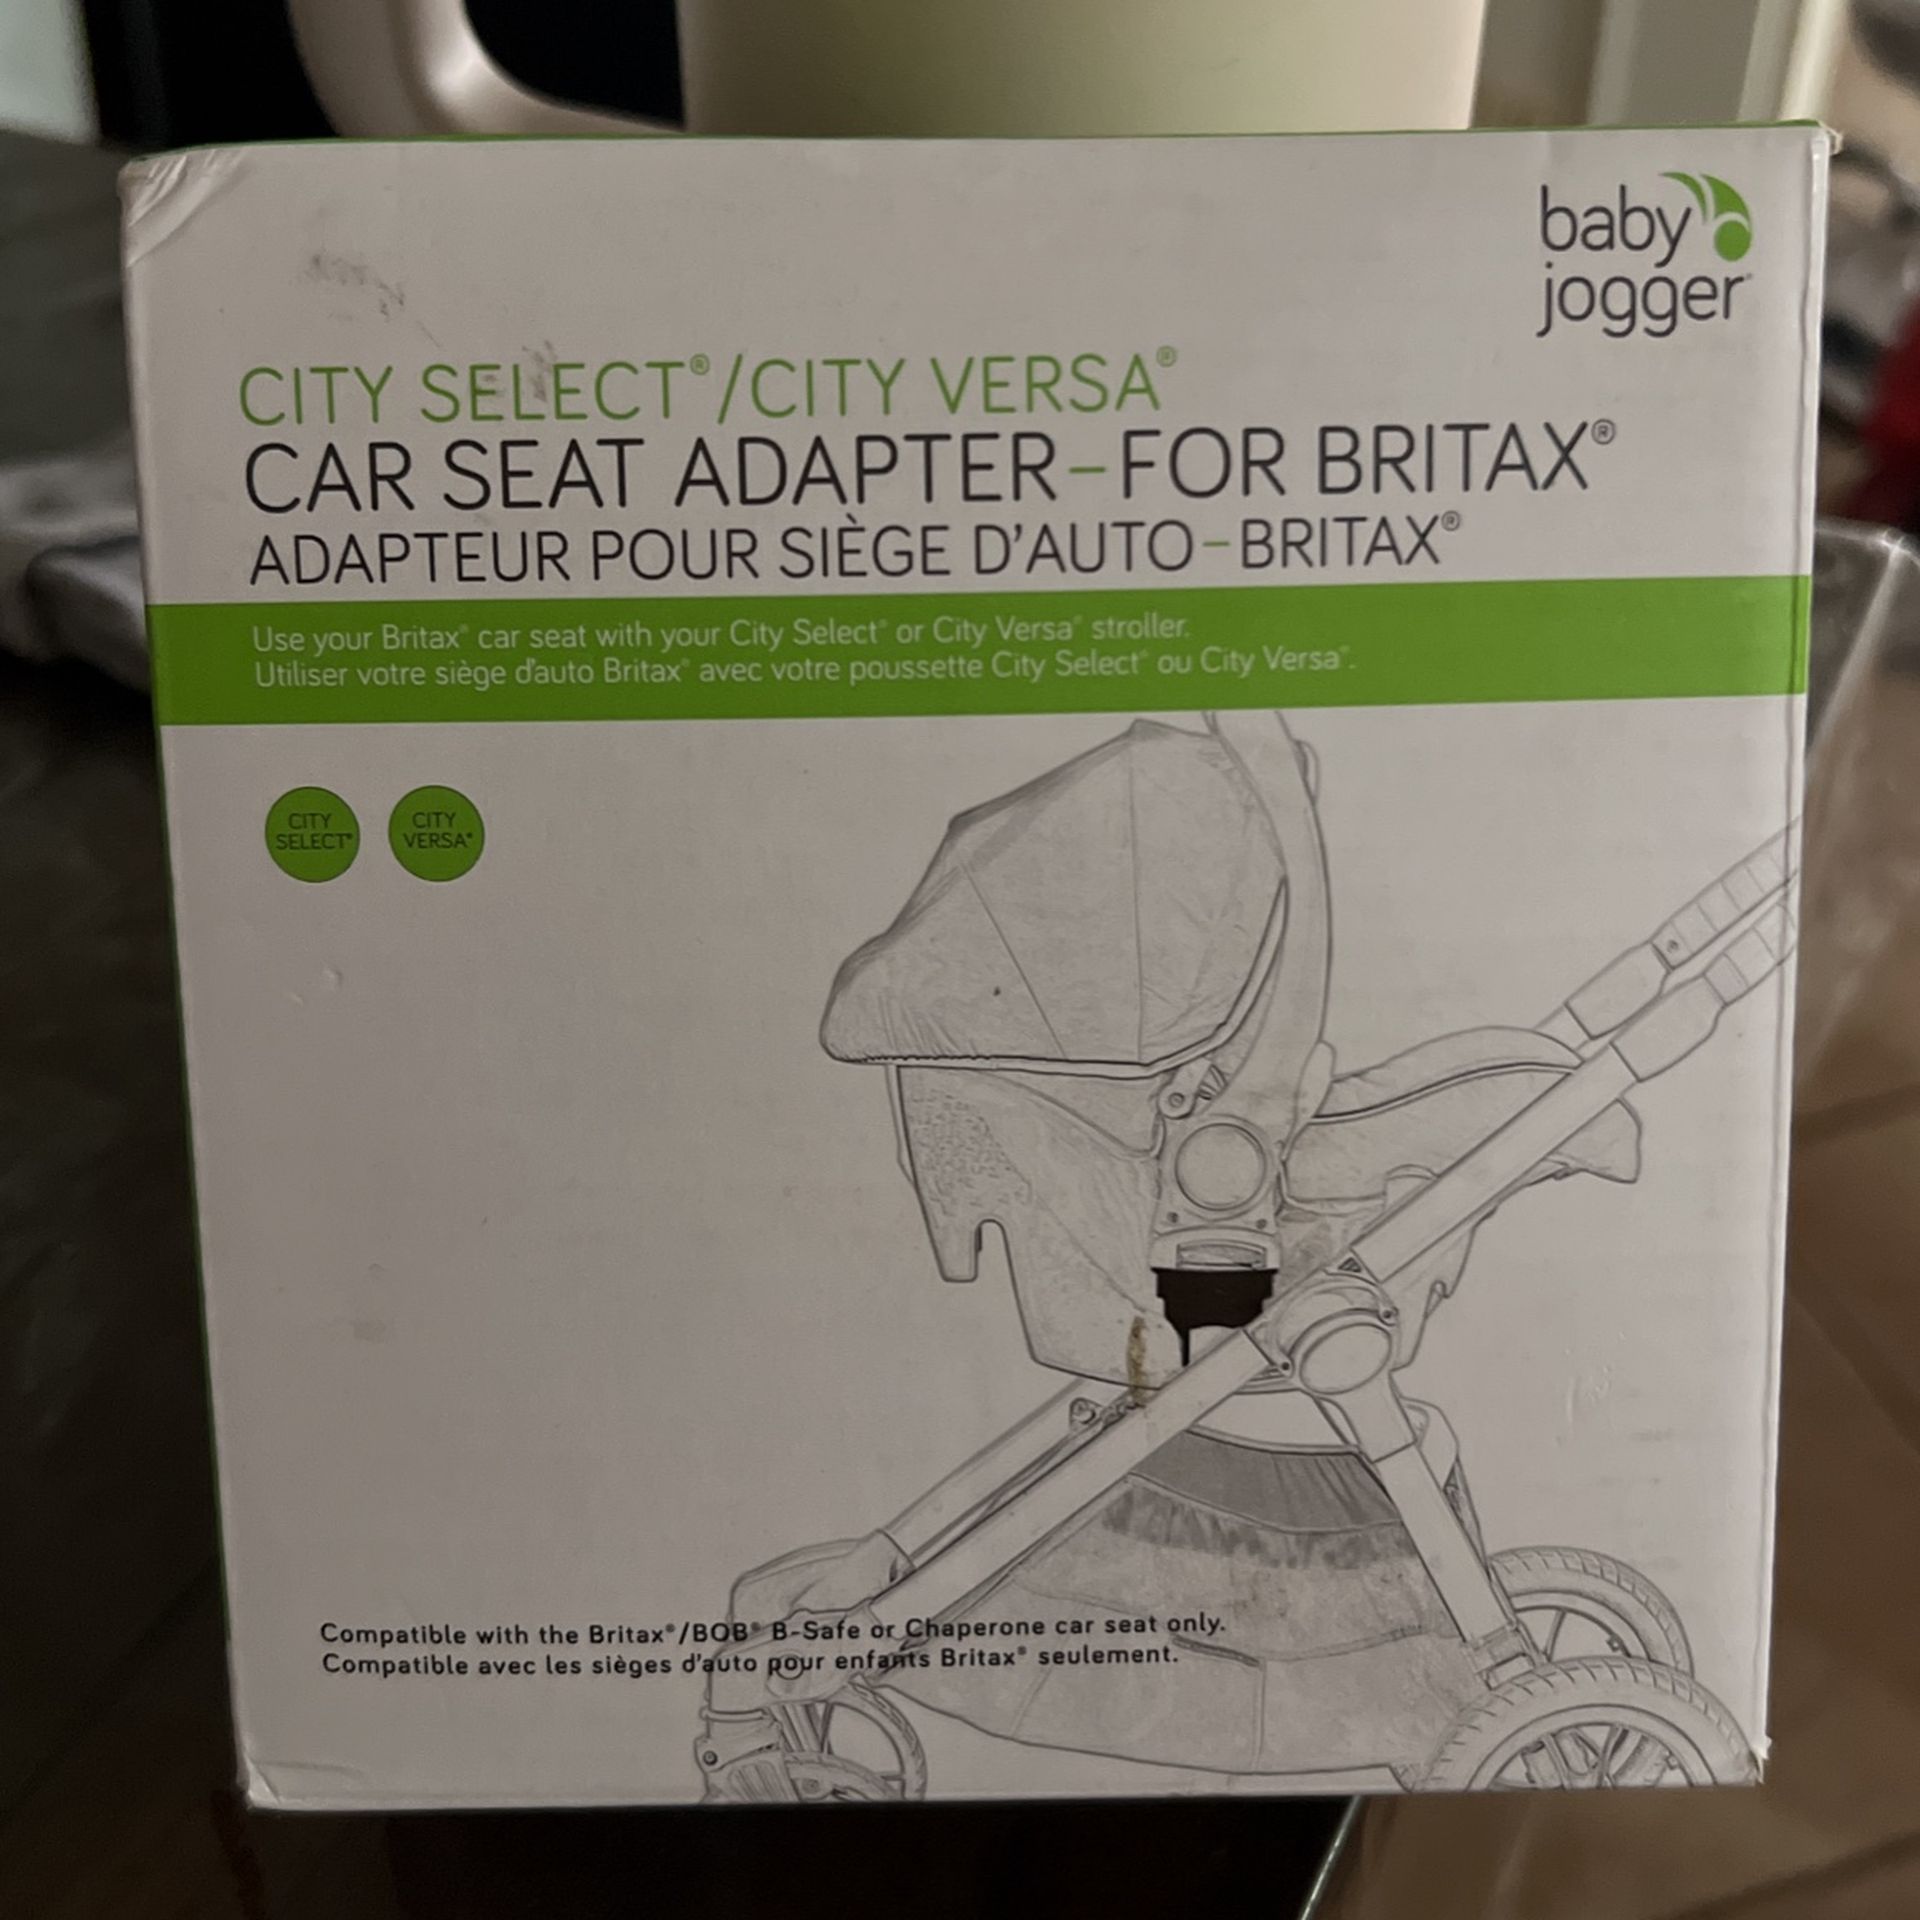 baby
jogger
CITY SELECT®/CITY VERSA®
CAR SEAT ADAPTER–FOR BRITAX®
ADAPTEUR POUR SIÈGE D'AUTO–BRITAX®
Use your Britax® car seat with your City Select® or City Versa® stroller.
Utiliser votre siège d'auto Britax® avec votre poussette City Select® ou City Versa®.
CITY
SELECT®
CITY
VERSA®
Compatible with the Britax®/BOB® B-Safe or Chaperone car seat only.
Compatible avec les sièges d'auto pour enfants Britax® seulement.